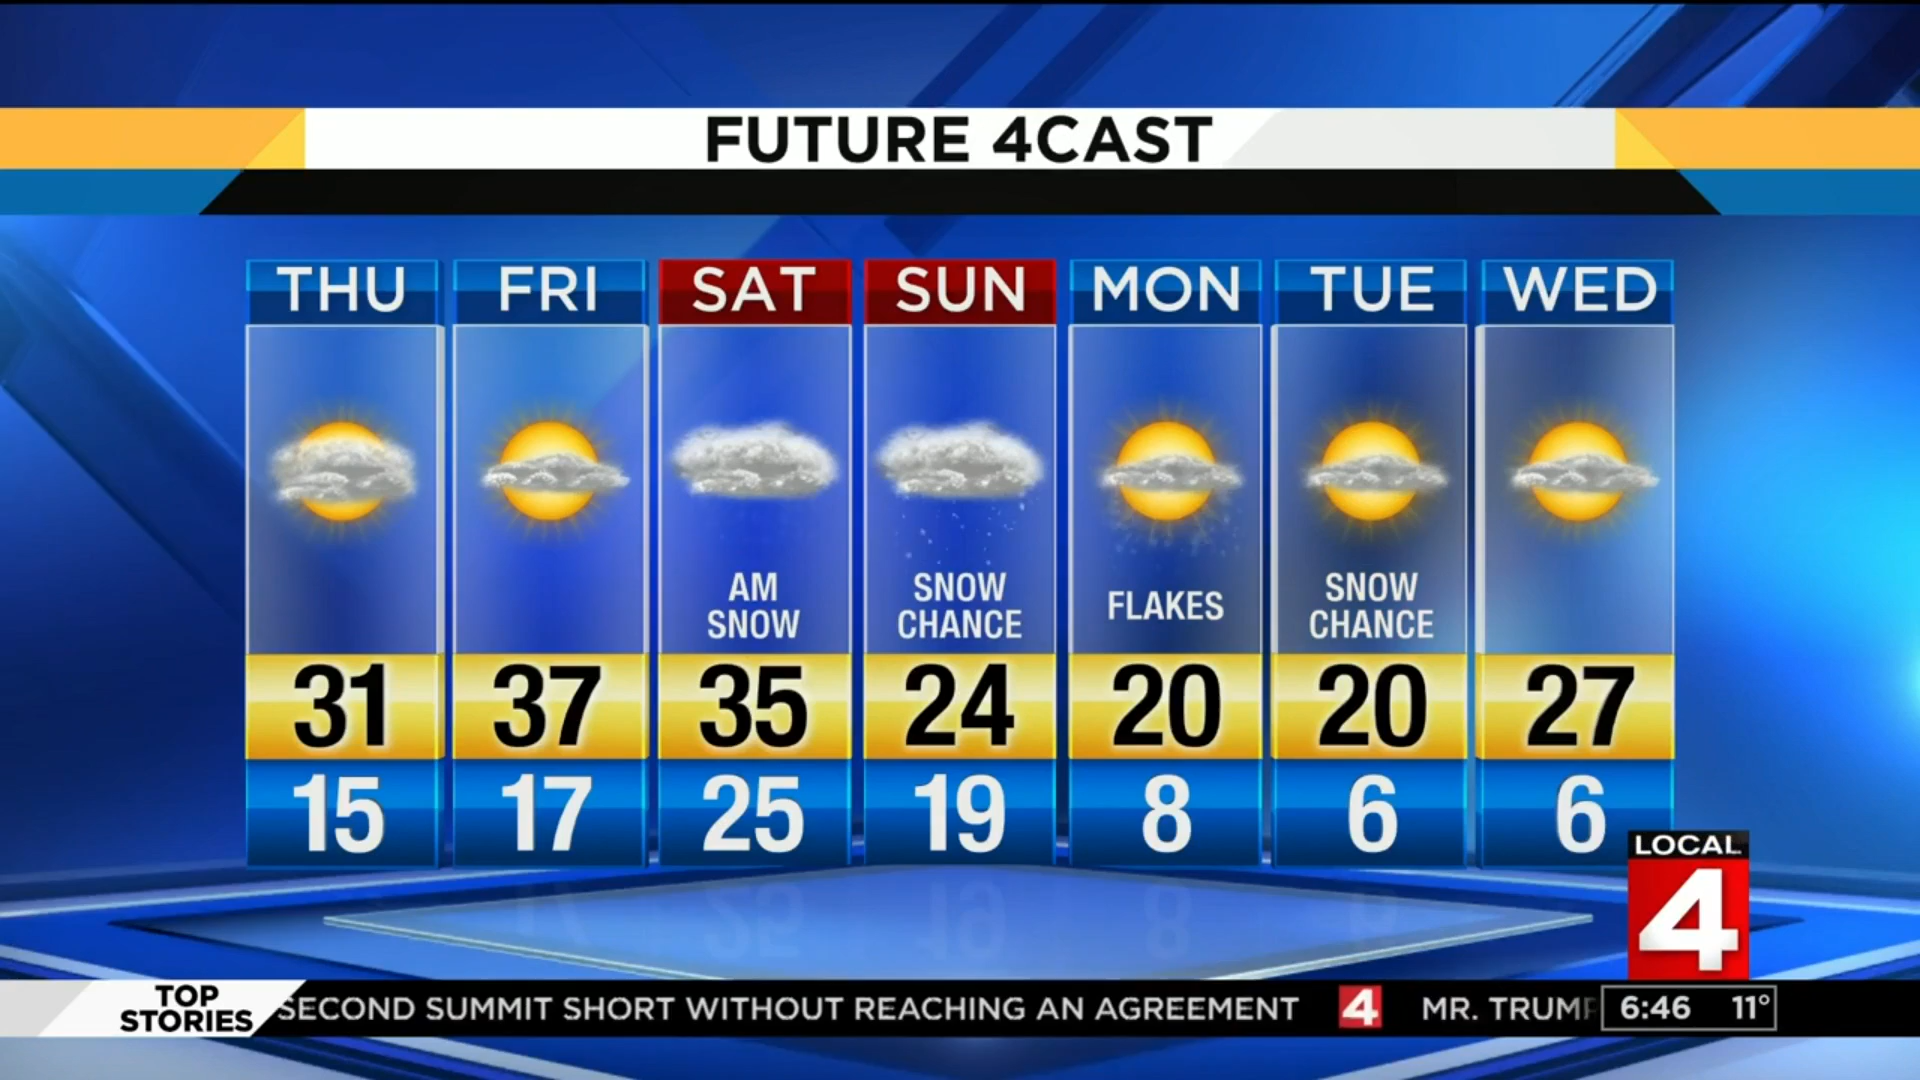 FUTURE 4CAST
THU FRI SAT SUN MON TUE WED
AM SNOW
SNOW CHANCE
FLAKES
SNOW CHANCE
31 37 35 24 20 20 27
15 17 25 19 8 6 6
LOCAL
4
TOP STORIES
SECOND SUMMIT SHORT WITHOUT REACHING AN AGREEMENT 4 MR. TRUMP 6:46 11°